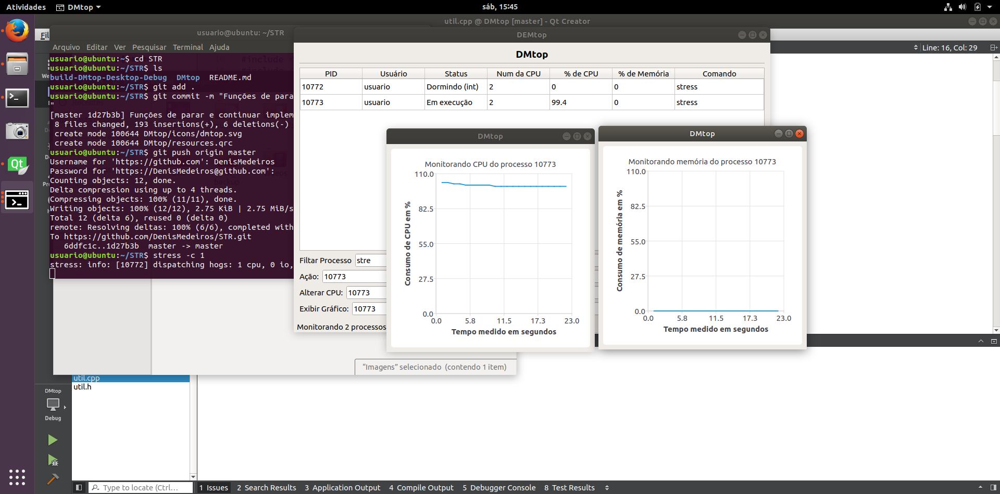 Atividades
DMtop
sáb, 15:45
util.cpp @ DMtop [master] - Qt Creator
Fil
Line: 16, Col: 29
usuario@ubuntu: ~/STR
Arquivo Editar Ver Pesquisar Terminal Ajuda
usuario@ubuntu:~$ cd STR
usuario@ubuntu:~/STR$ ls
build-DMtop-Desktop-Debug DMtop README.md
usuario@ubuntu:~/STR$ git add .
usuario@ubuntu:~/STR$ git commit -m "Funções de para
"
[master 1d27b3b] Funções de parar e continuar implem
8 files changed, 193 insertions(+), 6 deletions(-)
create mode 100644 DMtop/icons/dmtop.svg
create mode 100644 DMtop/resources.qrc
usuario@ubuntu:~/STR$ git push origin master
Username for 'https://github.com': DenisMedeiros
Password for 'https://DenisMedeiros@github.com':
Counting objects: 12, done.
Delta compression using up to 4 threads.
Compressing objects: 100% (11/11), done.
Writing objects: 100% (12/12), 2.75 KiB | 2.75 MiB/s
Total 12 (delta 6), reused 0 (delta 0)
remote: Resolving deltas: 100% (6/6), completed with
To https://github.com/DenisMedeiros/STR.git
6ddfc1c..1d27b3b master -> master
usuario@ubuntu:~/STR$ stress -c 1
stress: info: [10772] dispatching hogs: 1 cpu, 0 io,
#include
DEMtop
DMtop
PID Usuário Status Num da CPU % de CPU % de Memória Comando
10772 usuario Dormindo (int) 2 0 0 stress
10773 usuario Em execução 2 99.4 0 stress
Filtar Processo stre
Ação: 10773
Alterar CPU: 10773
Exibir Gráfico: 10773
Monitorando 2 processos
DMtop
Monitorando CPU do processo 10773
Consumo de CPU em %
110.0
82.5
55.0
27.5
0.0
0.0 5.8 11.5 17.3 23.0
Tempo medido em segundos
DMtop
Monitorando memória do processo 10773
Consumo de memória em %
110.0
82.5
55.0
27.5
0.0
0.0 5.8 11.5 17.3 23.0
Tempo medido em segundos
“Imagens” selecionado (contendo 1 item)
util.cpp
util.h
DMtop
Debug
Type to locate (Ctrl...
1 Issues 2 Search Results 3 Application Output 4 Compile Output 5 Debugger Console 8 Test Results